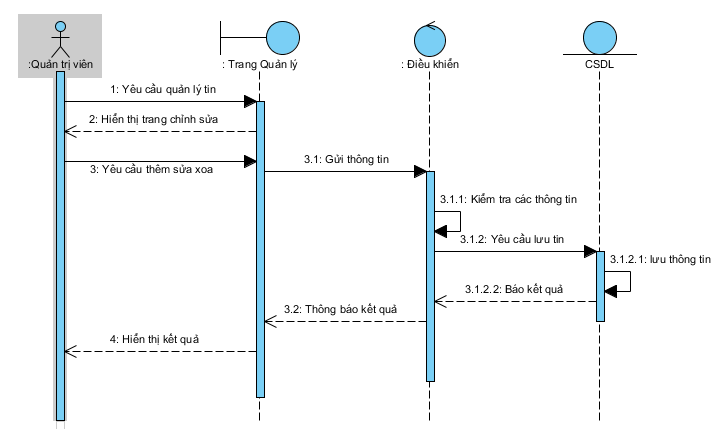 :Quản trị viên
: Trang Quản lý
: Điều khiển
CSDL
1: Yêu cầu quản lý tin
2: Hiển thị trang chỉnh sửa
3: Yêu cầu thêm sửa xoa
3.1: Gửi thông tin
3.1.1: Kiểm tra các thông tin
3.1.2: Yêu cầu lưu tin
3.1.2.1: lưu thông tin
3.1.2.2: Báo kết quả
3.2: Thông báo kết quả
4: Hiển thị kết quả